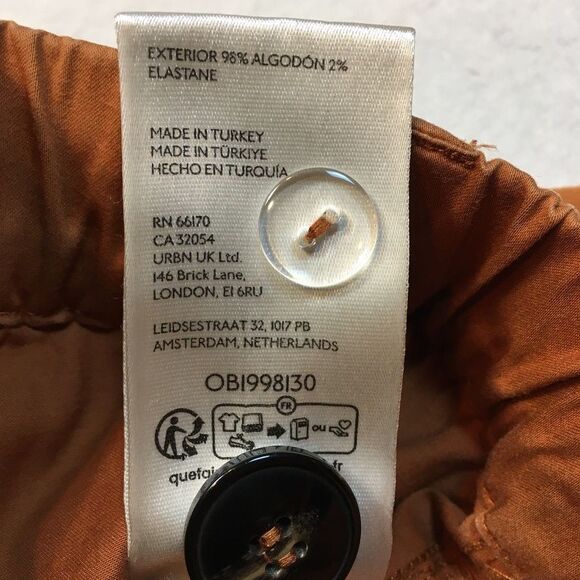 EXTERIOR 98% ALGODÓN 2%
ELASTANE
MADE IN TURKEY
MADE IN TÜRKIYE
HECHO EN TURQUÍA
RN 66170
CA 32054
URBN UK Ltd.
146 Brick Lane,
LONDON, E1 6RU
LEIDSESTRAAT 32, 1017 PB
AMSTERDAM, NETHERLANDS
OB1998130
FR
ou